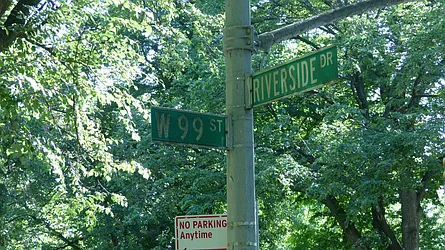 RIVERSIDE DR
W 99 ST
NO PARKING
Anytime